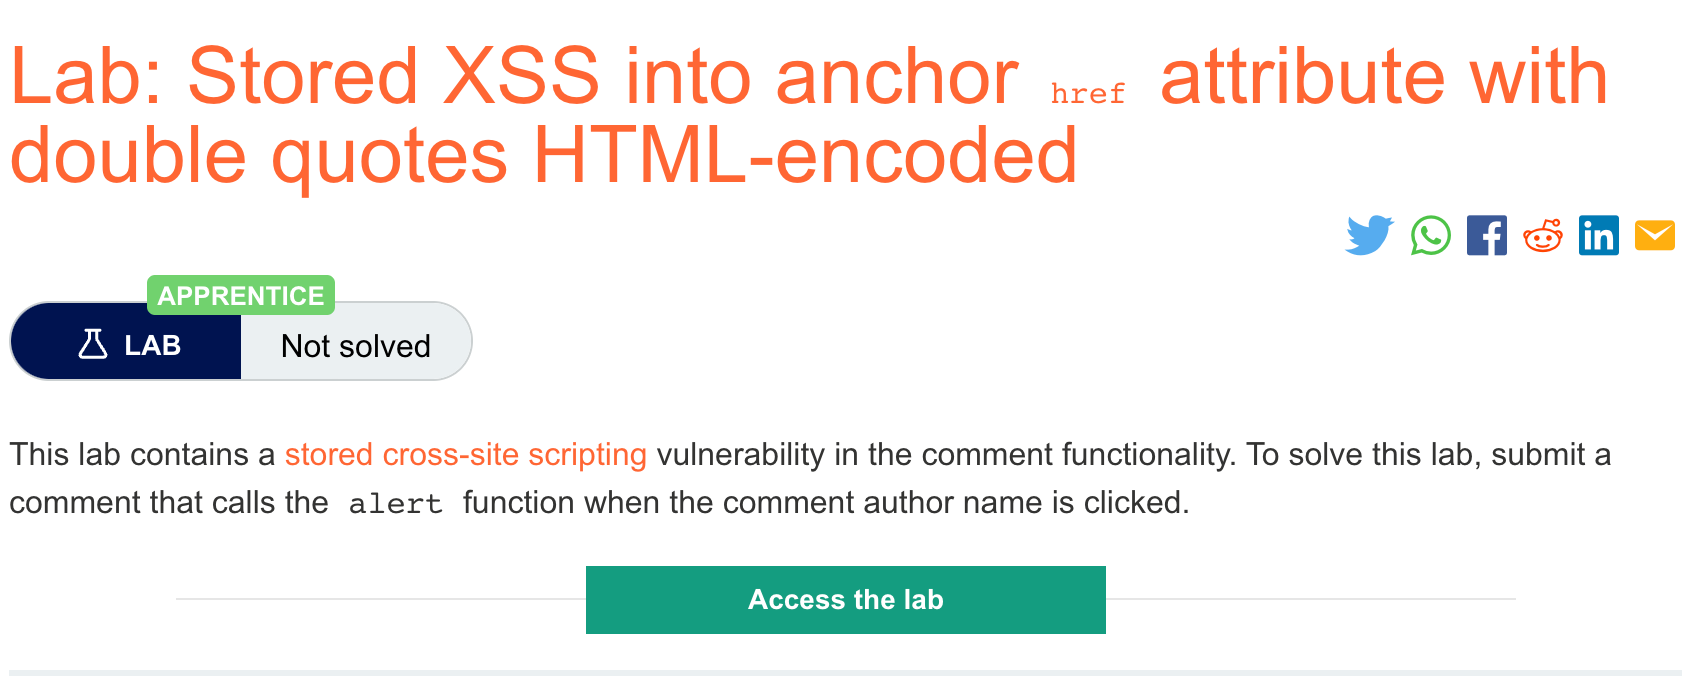 Lab: Stored XSS into anchor href attribute with
double quotes HTML-encoded
APPRENTICE
LAB
Not solved
This lab contains a stored cross-site scripting vulnerability in the comment functionality. To solve this lab, submit a
comment that calls the alert function when the comment author name is clicked.
Access the lab